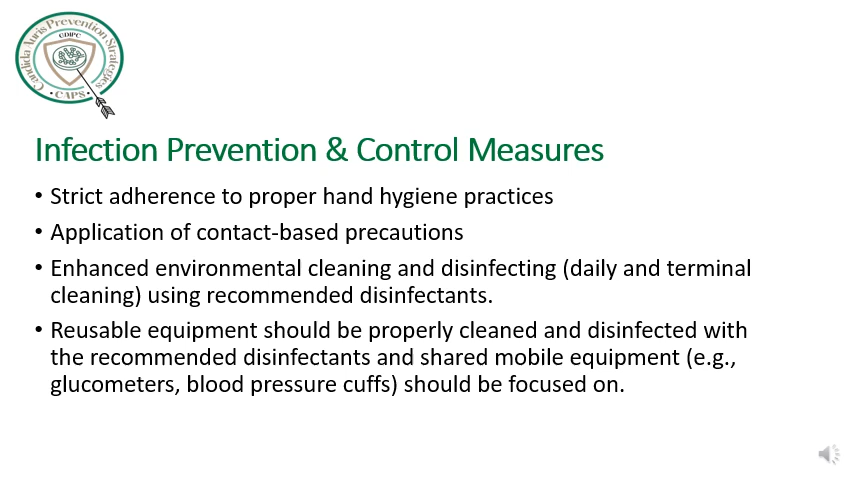 Candida Auris Prevention Strategies
GDIPC
• CAPS •
Infection Prevention & Control Measures
• Strict adherence to proper hand hygiene practices
• Application of contact-based precautions
• Enhanced environmental cleaning and disinfecting (daily and terminal
cleaning) using recommended disinfectants.
• Reusable equipment should be properly cleaned and disinfected with
the recommended disinfectants and shared mobile equipment (e.g.,
glucometers, blood pressure cuffs) should be focused on.